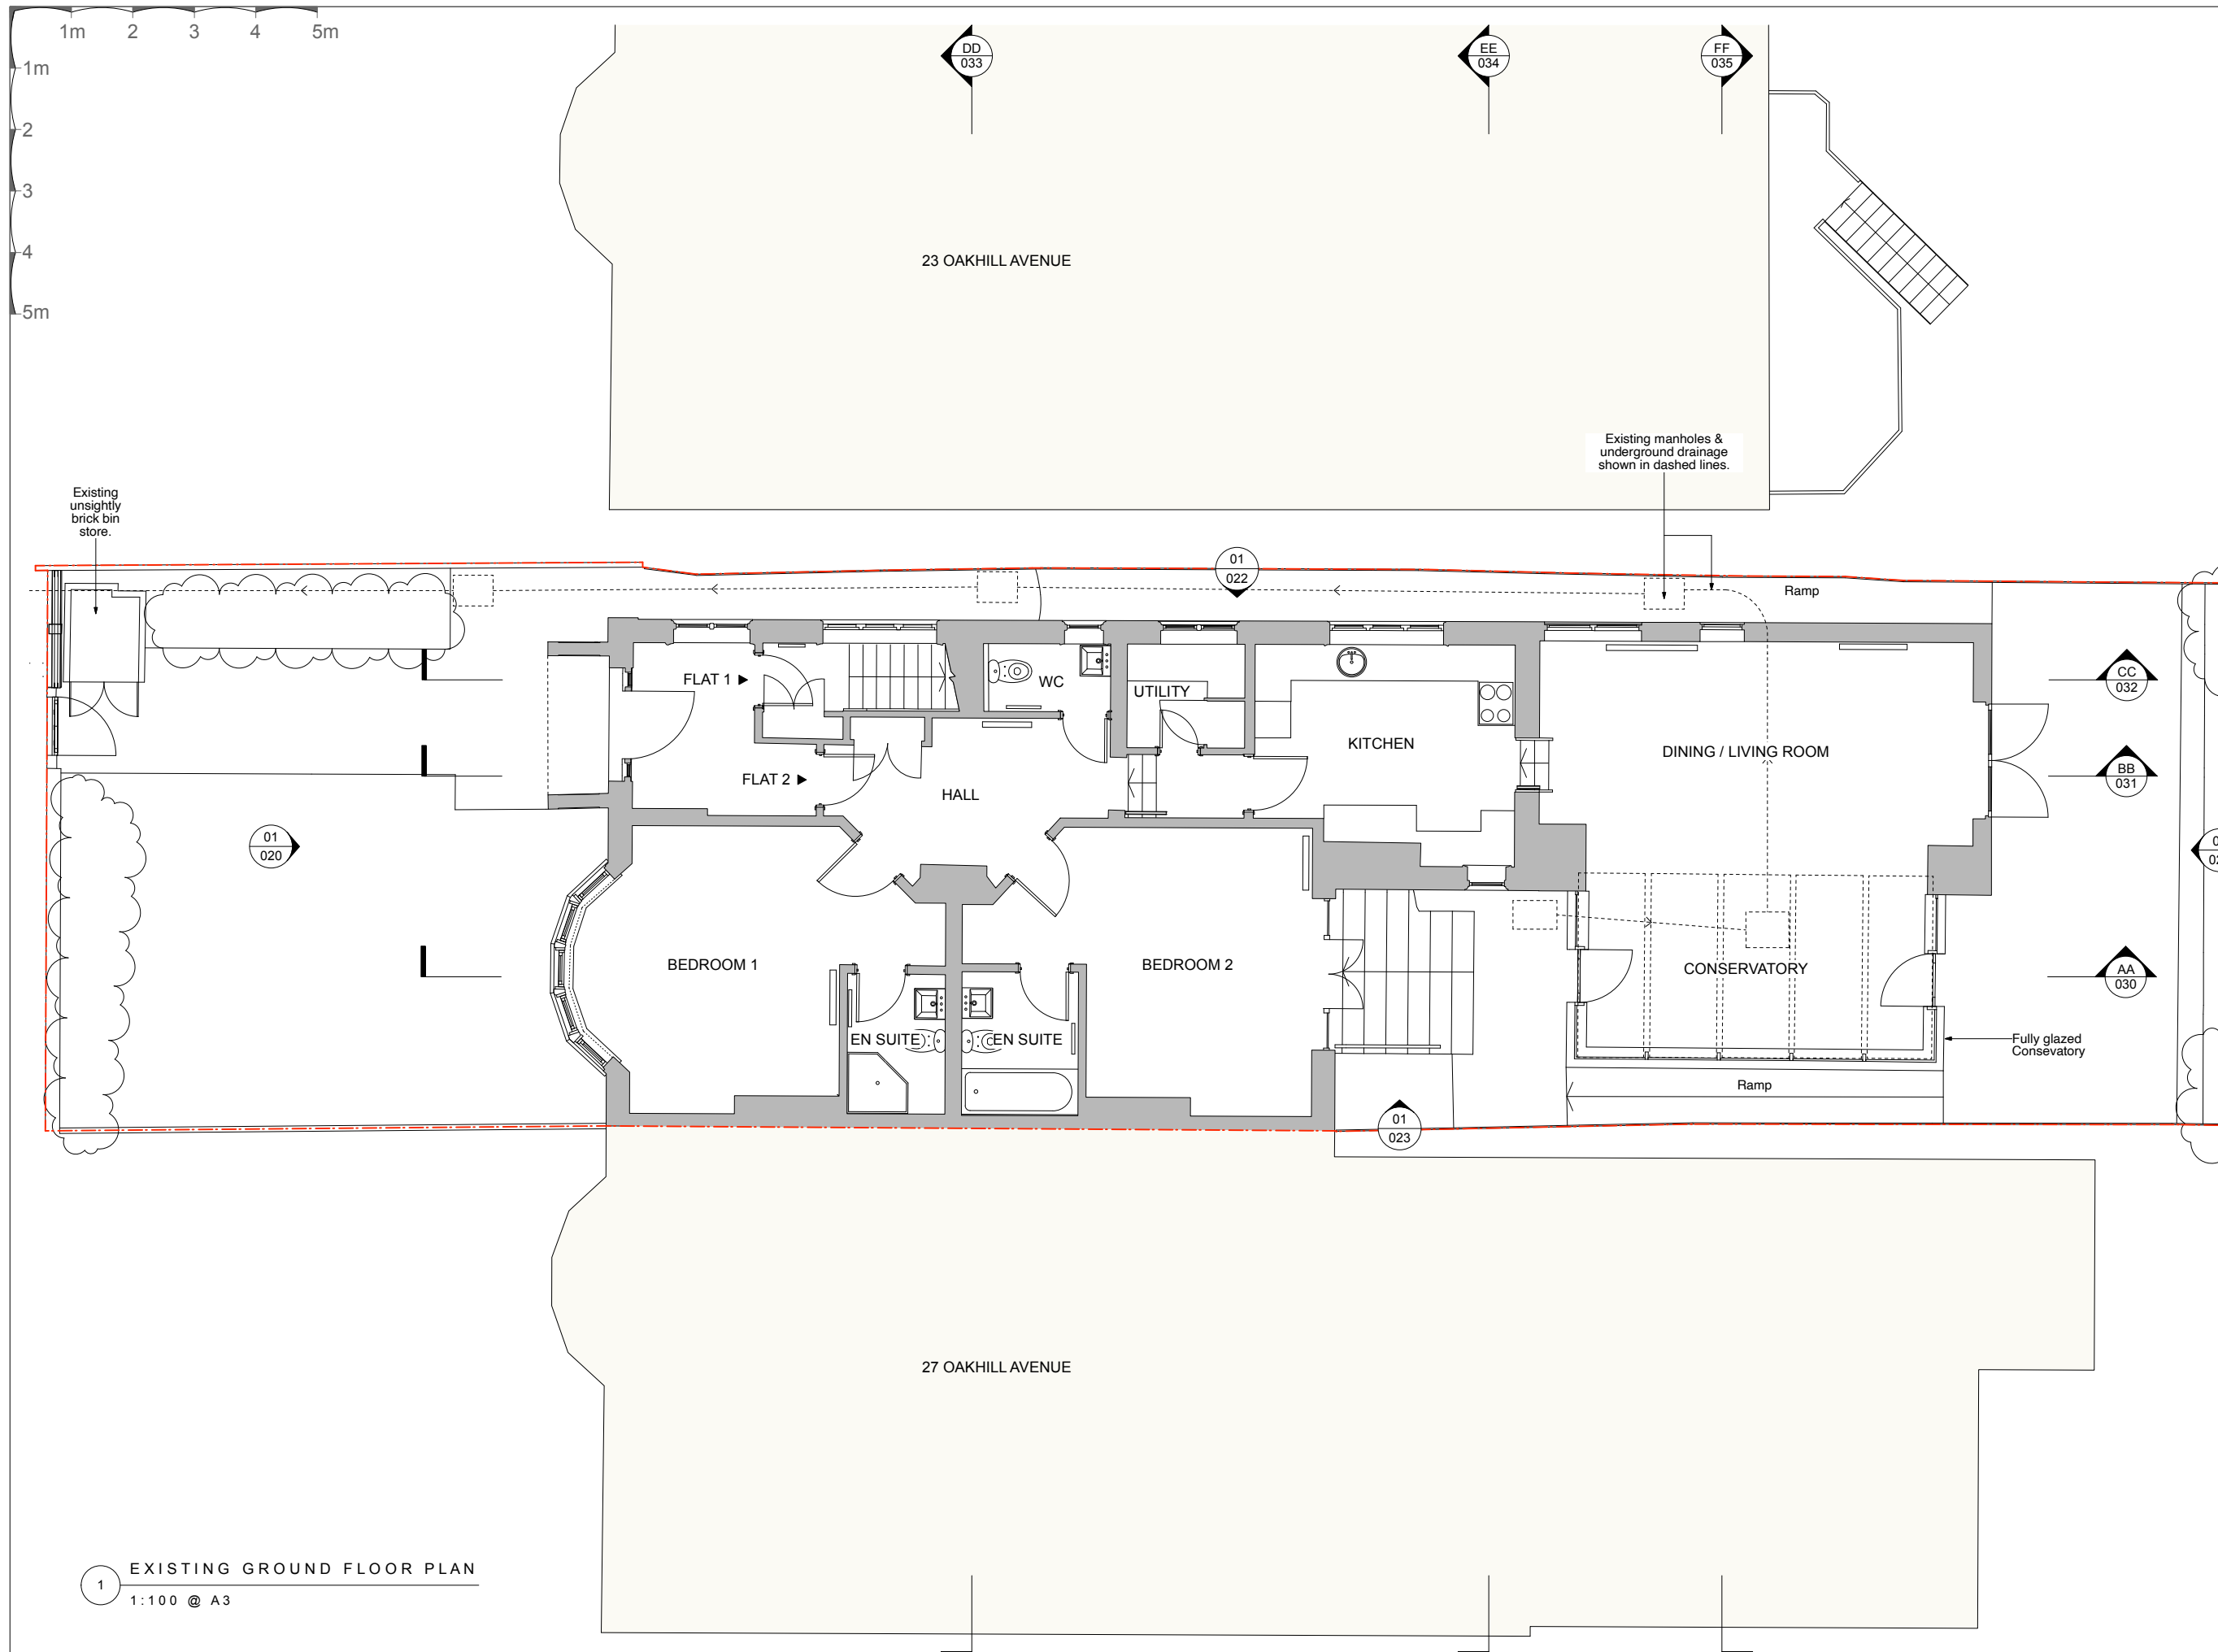 1m 2 3 4 5m
1m
2
3
4
5m
DD
033
EE
034
FF
035
23 OAKHILL AVENUE
Existing manholes &
underground drainage
shown in dashed lines.
Existing
unsightly
brick bin
store.
01
022
Ramp
FLAT 1
WC
UTILITY
KITCHEN
DINING / LIVING ROOM
CC
032
FLAT 2
HALL
BB
031
01
020
BEDROOM 1
BEDROOM 2
CONSERVATORY
AA
030
EN SUITE
EN SUITE
Fully glazed
Consevatory
Ramp
01
023
27 OAKHILL AVENUE
1
EXISTING GROUND FLOOR PLAN
1:100 @ A3